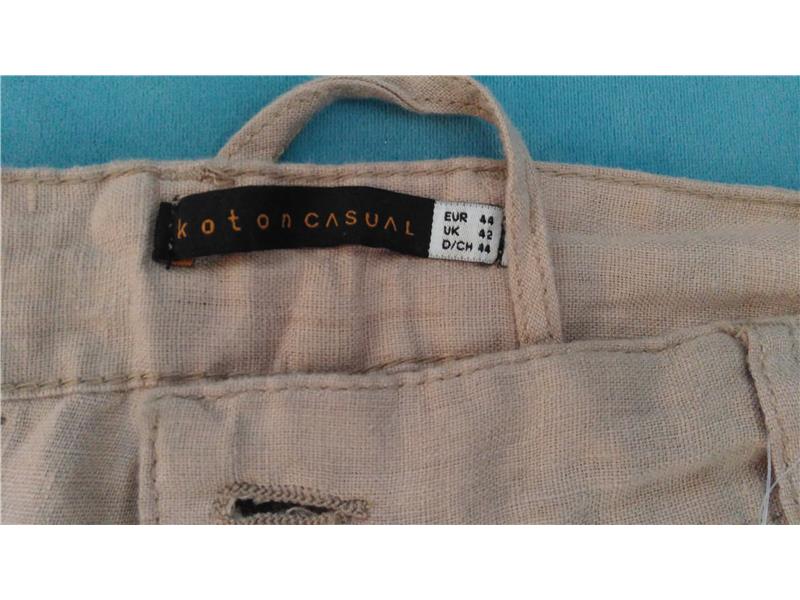 koton CASUAL
EUR 44
UK 42
D/CH 44